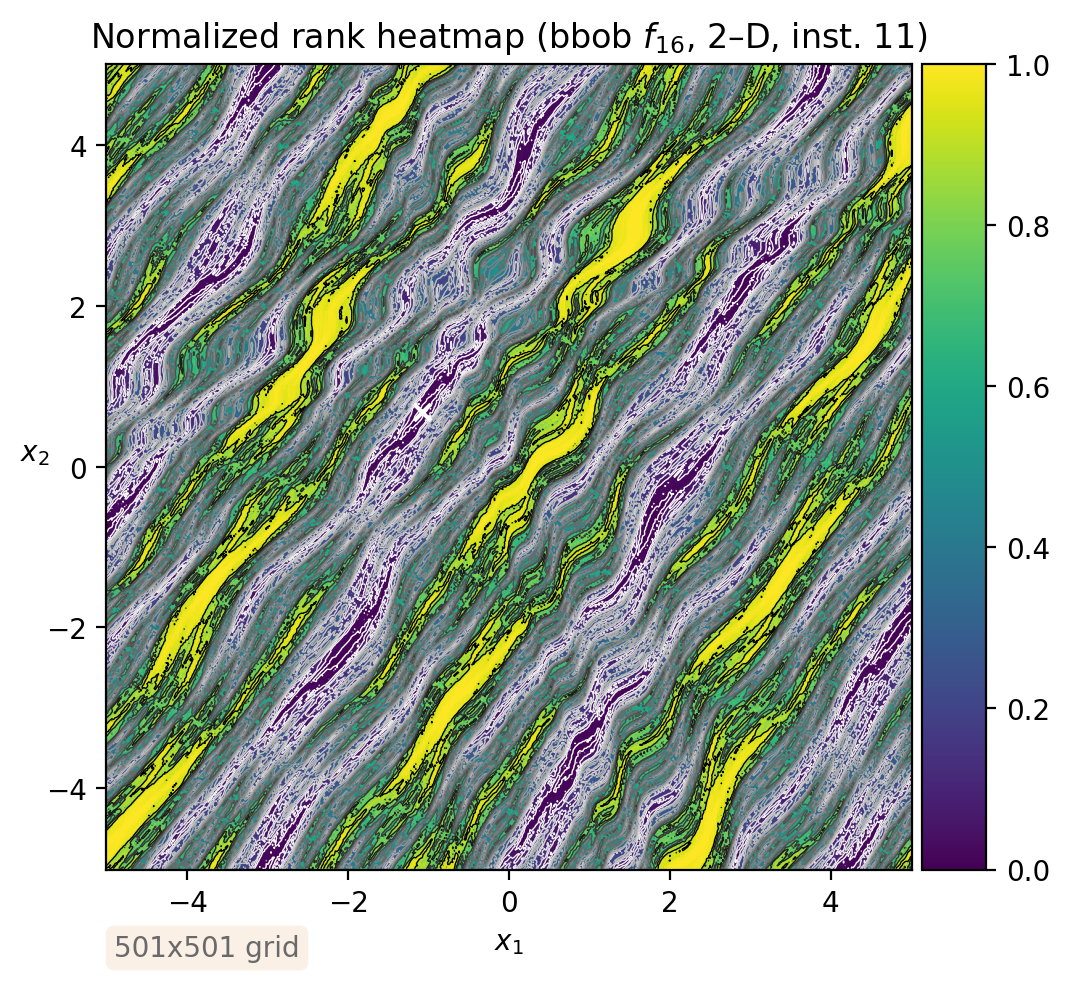 Normalized rank heatmap (bbob f₁₆, 2–D, inst. 11)
1.0
0.8
0.6
0.4
0.2
0.0
4
2
0
−2
−4
x₂
−4 −2 0 2 4
x₁
501x501 grid